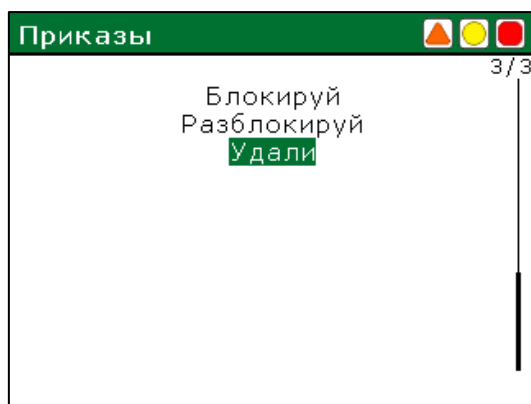 Приказы
3/3
Блокируй
Разблокируй
Удали